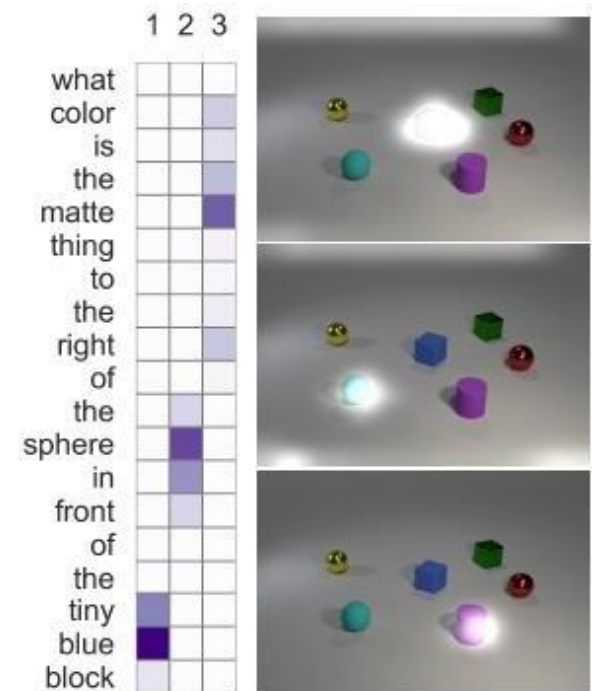 1 2 3
what
color
is
the
matte
thing
to
the
right
of
the
sphere
in
front
of
the
tiny
blue
block